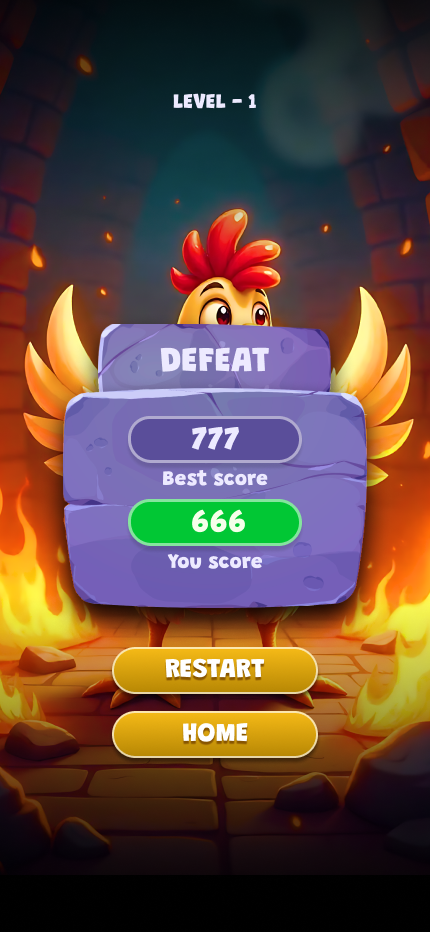 LEVEL - 1
DEFEAT
777
Best score
666
You score
RESTART
HOME